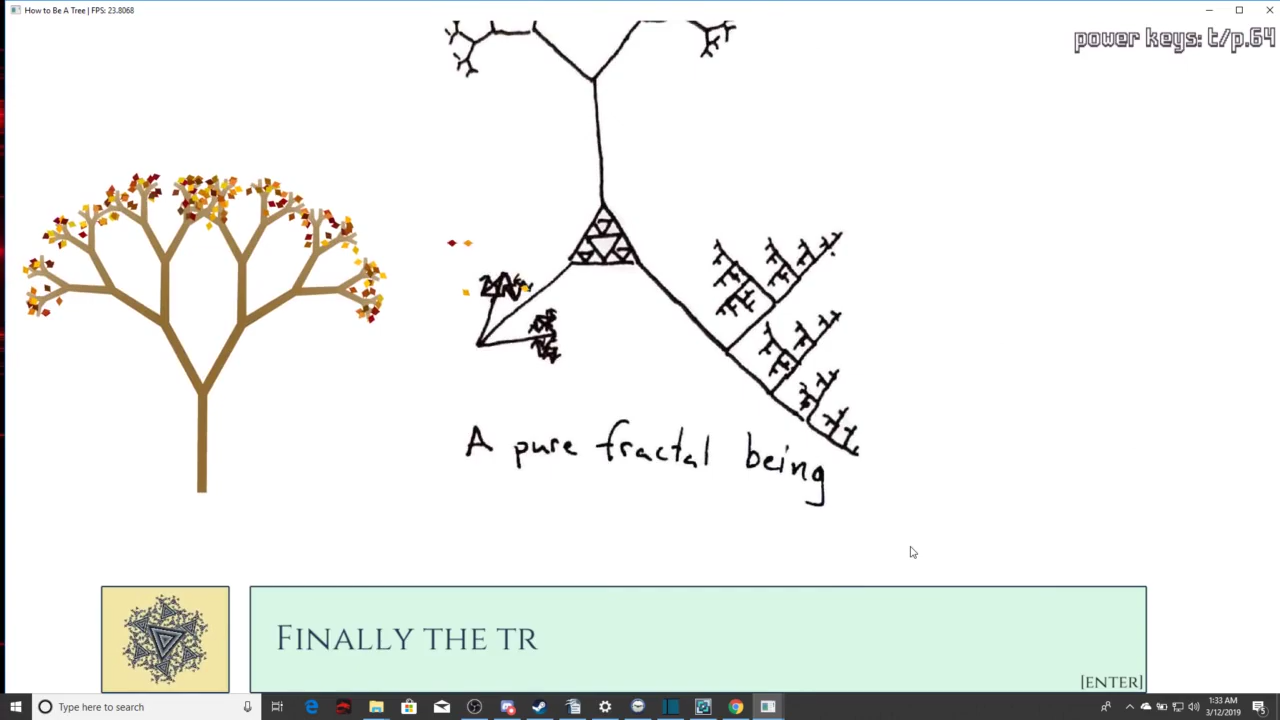 How to Be A Tree | FPS: 23.8068
power keys: t/p.64
A pure fractal being
Finally the tr
[ENTER]
Type here to search
1:33 AM
3/12/2019
5